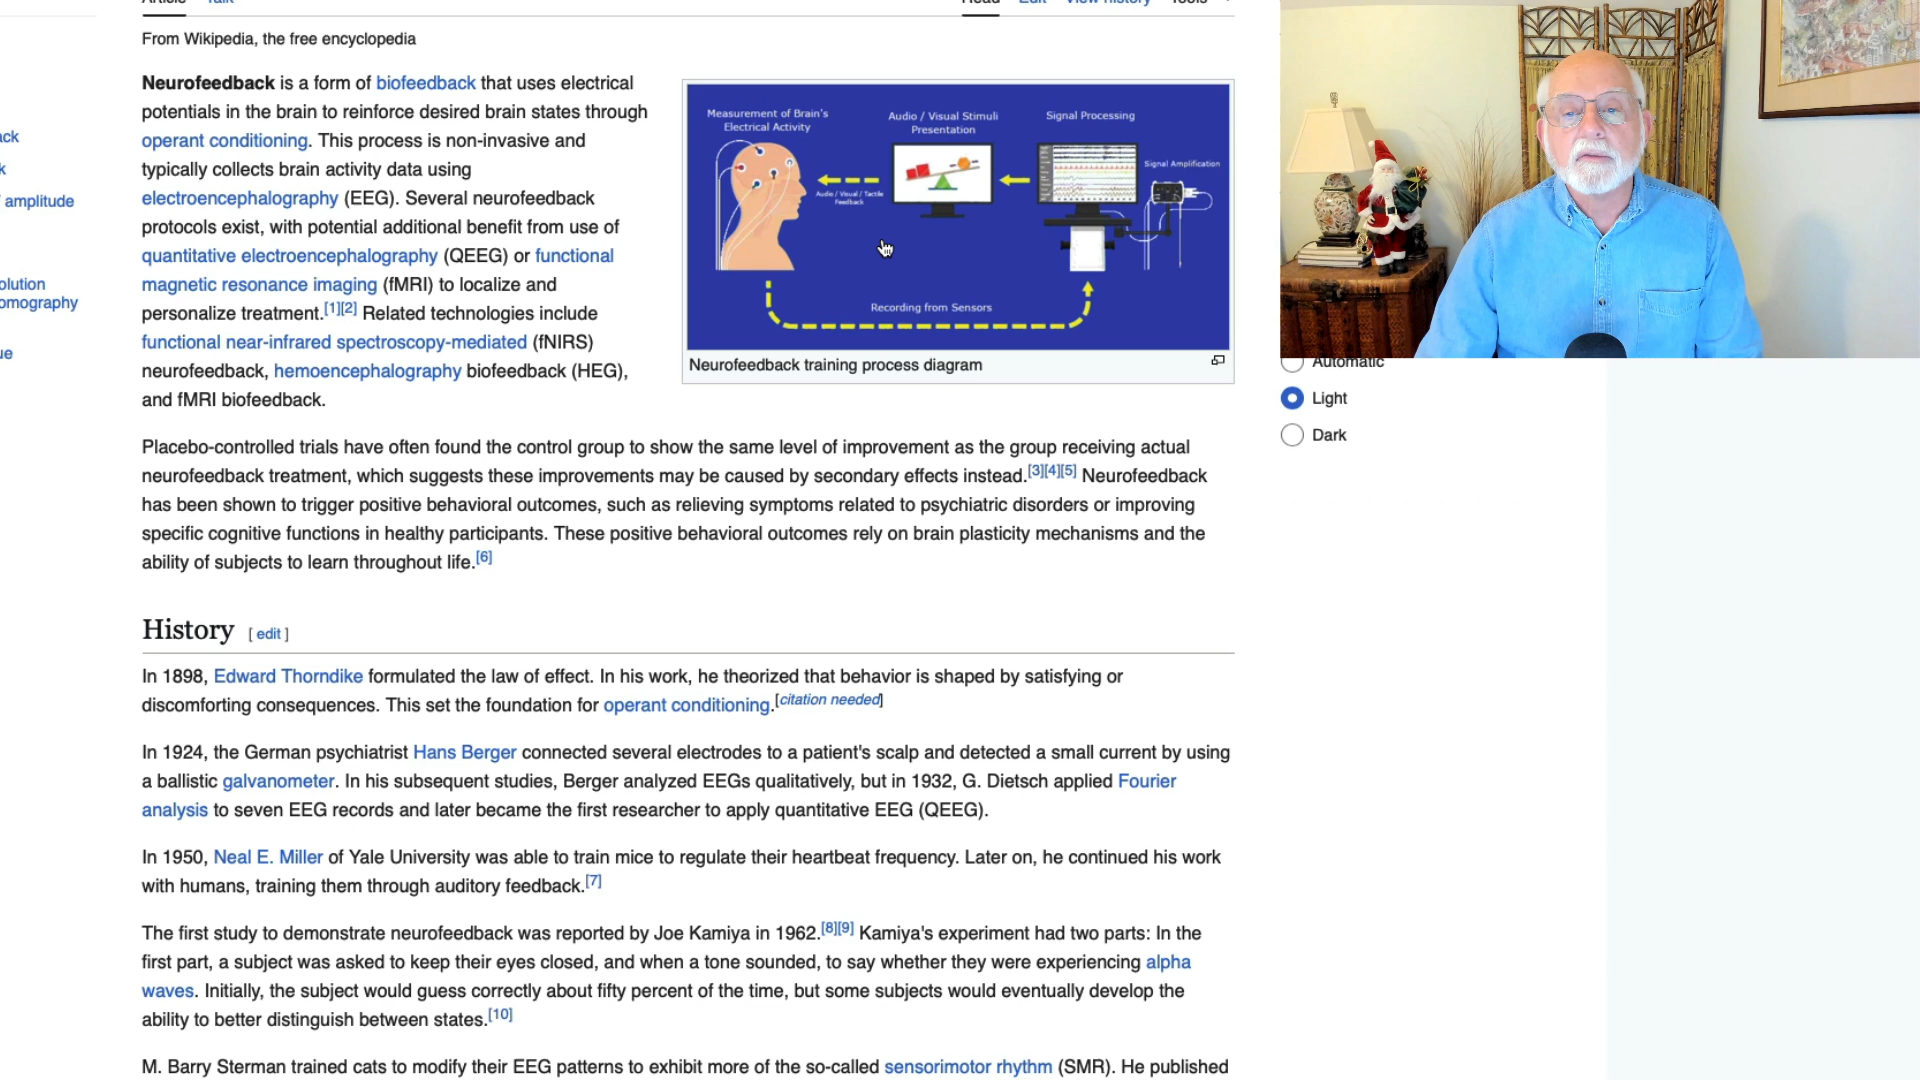 Article Talk Read Edit View history Tools
From Wikipedia, the free encyclopedia
Neurofeedback is a form of biofeedback that uses electrical
potentials in the brain to reinforce desired brain states through
operant conditioning. This process is non-invasive and
typically collects brain activity data using
electroencephalography (EEG). Several neurofeedback
protocols exist, with potential additional benefit from use of
quantitative electroencephalography (QEEG) or functional
magnetic resonance imaging (fMRI) to localize and
personalize treatment.[1][2] Related technologies include
functional near-infrared spectroscopy-mediated (fNIRS)
neurofeedback, hemoencephalography biofeedback (HEG),
and fMRI biofeedback.
Measurement of Brain's
Electrical Activity
Audio / Visual Stimuli
Presentation
Signal Processing
Signal Amplification
Audio / Visual / Tactile
Feedback
Recording from Sensors
Neurofeedback training process diagram
Placebo-controlled trials have often found the control group to show the same level of improvement as the group receiving actual
neurofeedback treatment, which suggests these improvements may be caused by secondary effects instead.[3][4][5] Neurofeedback
has been shown to trigger positive behavioral outcomes, such as relieving symptoms related to psychiatric disorders or improving
specific cognitive functions in healthy participants. These positive behavioral outcomes rely on brain plasticity mechanisms and the
ability of subjects to learn throughout life.[6]
History [ edit ]
In 1898, Edward Thorndike formulated the law of effect. In his work, he theorized that behavior is shaped by satisfying or
discomforting consequences. This set the foundation for operant conditioning.[citation needed]
In 1924, the German psychiatrist Hans Berger connected several electrodes to a patient's scalp and detected a small current by using
a ballistic galvanometer. In his subsequent studies, Berger analyzed EEGs qualitatively, but in 1932, G. Dietsch applied Fourier
analysis to seven EEG records and later became the first researcher to apply quantitative EEG (QEEG).
In 1950, Neal E. Miller of Yale University was able to train mice to regulate their heartbeat frequency. Later on, he continued his work
with humans, training them through auditory feedback.[7]
The first study to demonstrate neurofeedback was reported by Joe Kamiya in 1962.[8][9] Kamiya's experiment had two parts: In the
first part, a subject was asked to keep their eyes closed, and when a tone sounded, to say whether they were experiencing alpha
waves. Initially, the subject would guess correctly about fifty percent of the time, but some subjects would eventually develop the
ability to better distinguish between states.[10]
M. Barry Sterman trained cats to modify their EEG patterns to exhibit more of the so-called sensorimotor rhythm (SMR). He published
ack
k
/ amplitude
olution
omography
ue
Automatic
Light
Dark